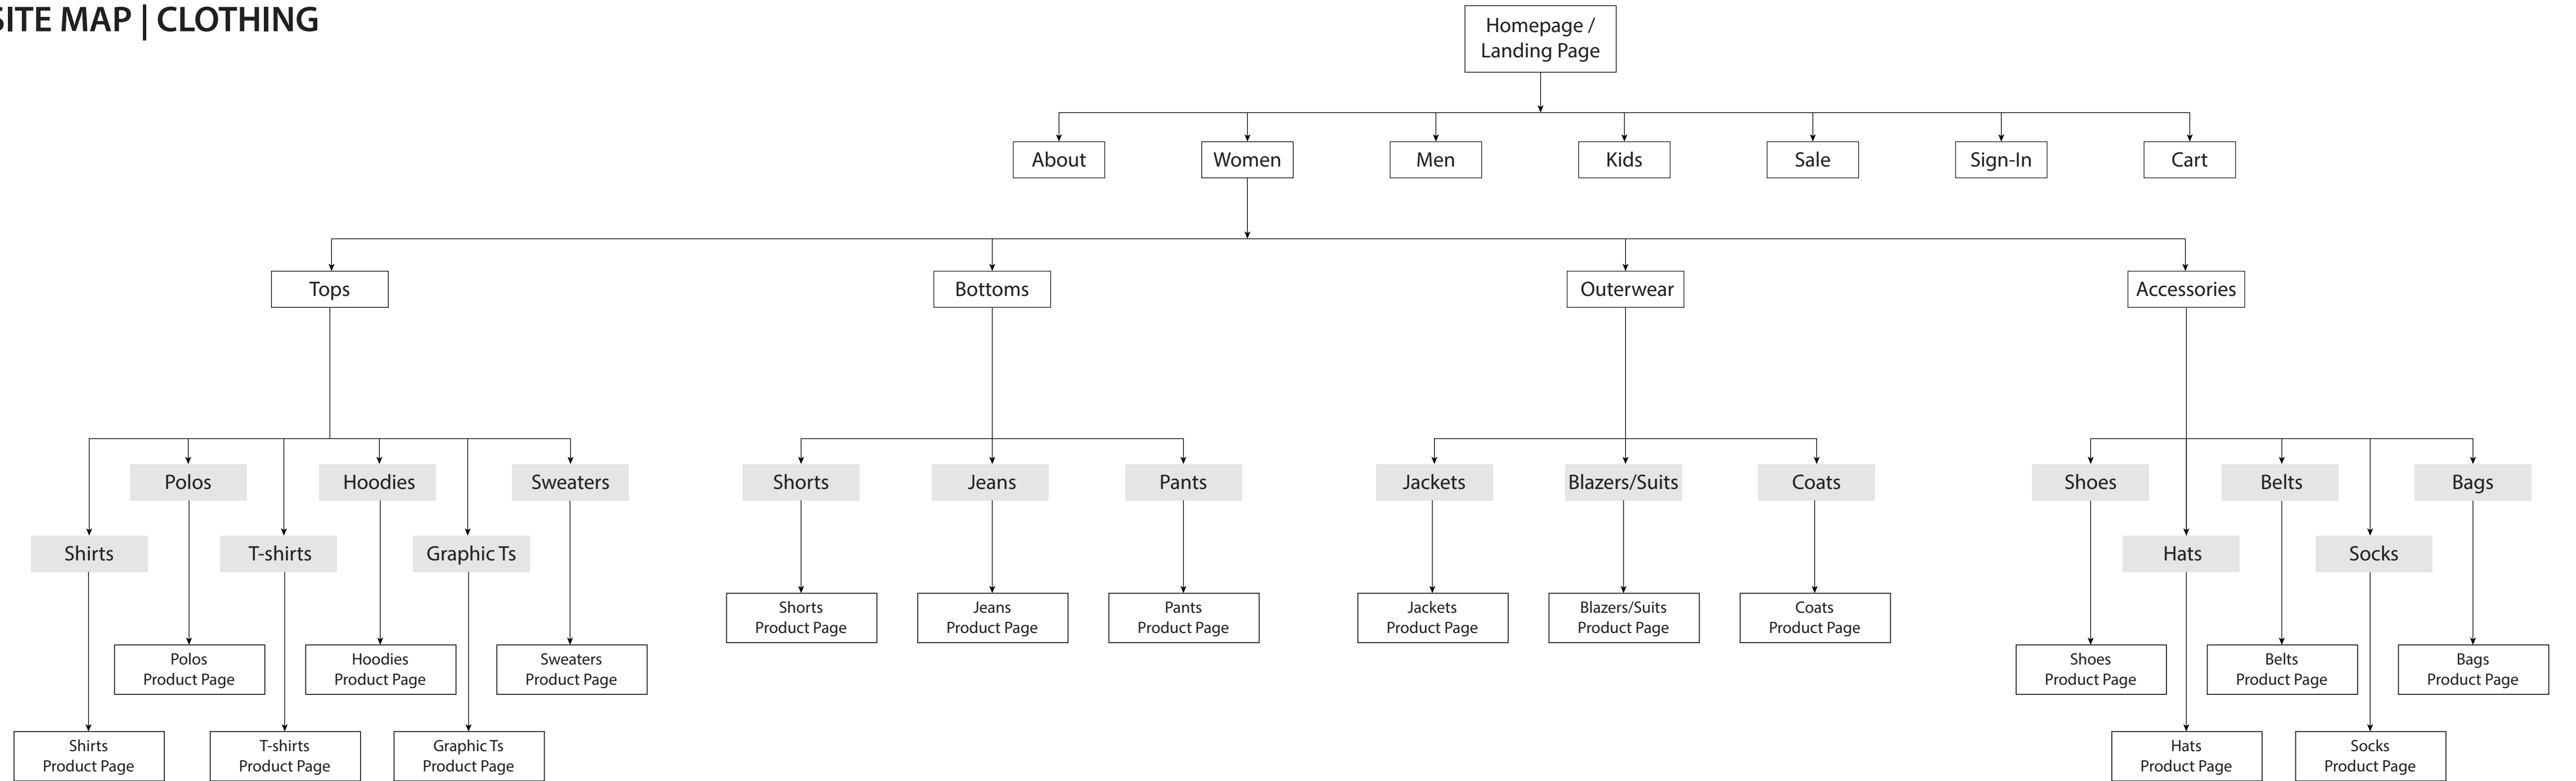 SITE MAP | CLOTHING
Homepage /
Landing Page
About
Women
Men
Kids
Sale
Sign-In
Cart
Tops
Bottoms
Outerwear
Accessories
Polos
Hoodies
Sweaters
Shorts
Jeans
Pants
Jackets
Blazers/Suits
Coats
Shoes
Belts
Bags
Shirts
T-shirts
Graphic Ts
Hats
Socks
Shorts
Product Page
Jeans
Product Page
Pants
Product Page
Jackets
Product Page
Blazers/Suits
Product Page
Coats
Product Page
Polos
Product Page
Hoodies
Product Page
Sweaters
Product Page
Shoes
Product Page
Belts
Product Page
Bags
Product Page
Shirts
Product Page
T-shirts
Product Page
Graphic Ts
Product Page
Hats
Product Page
Socks
Product Page